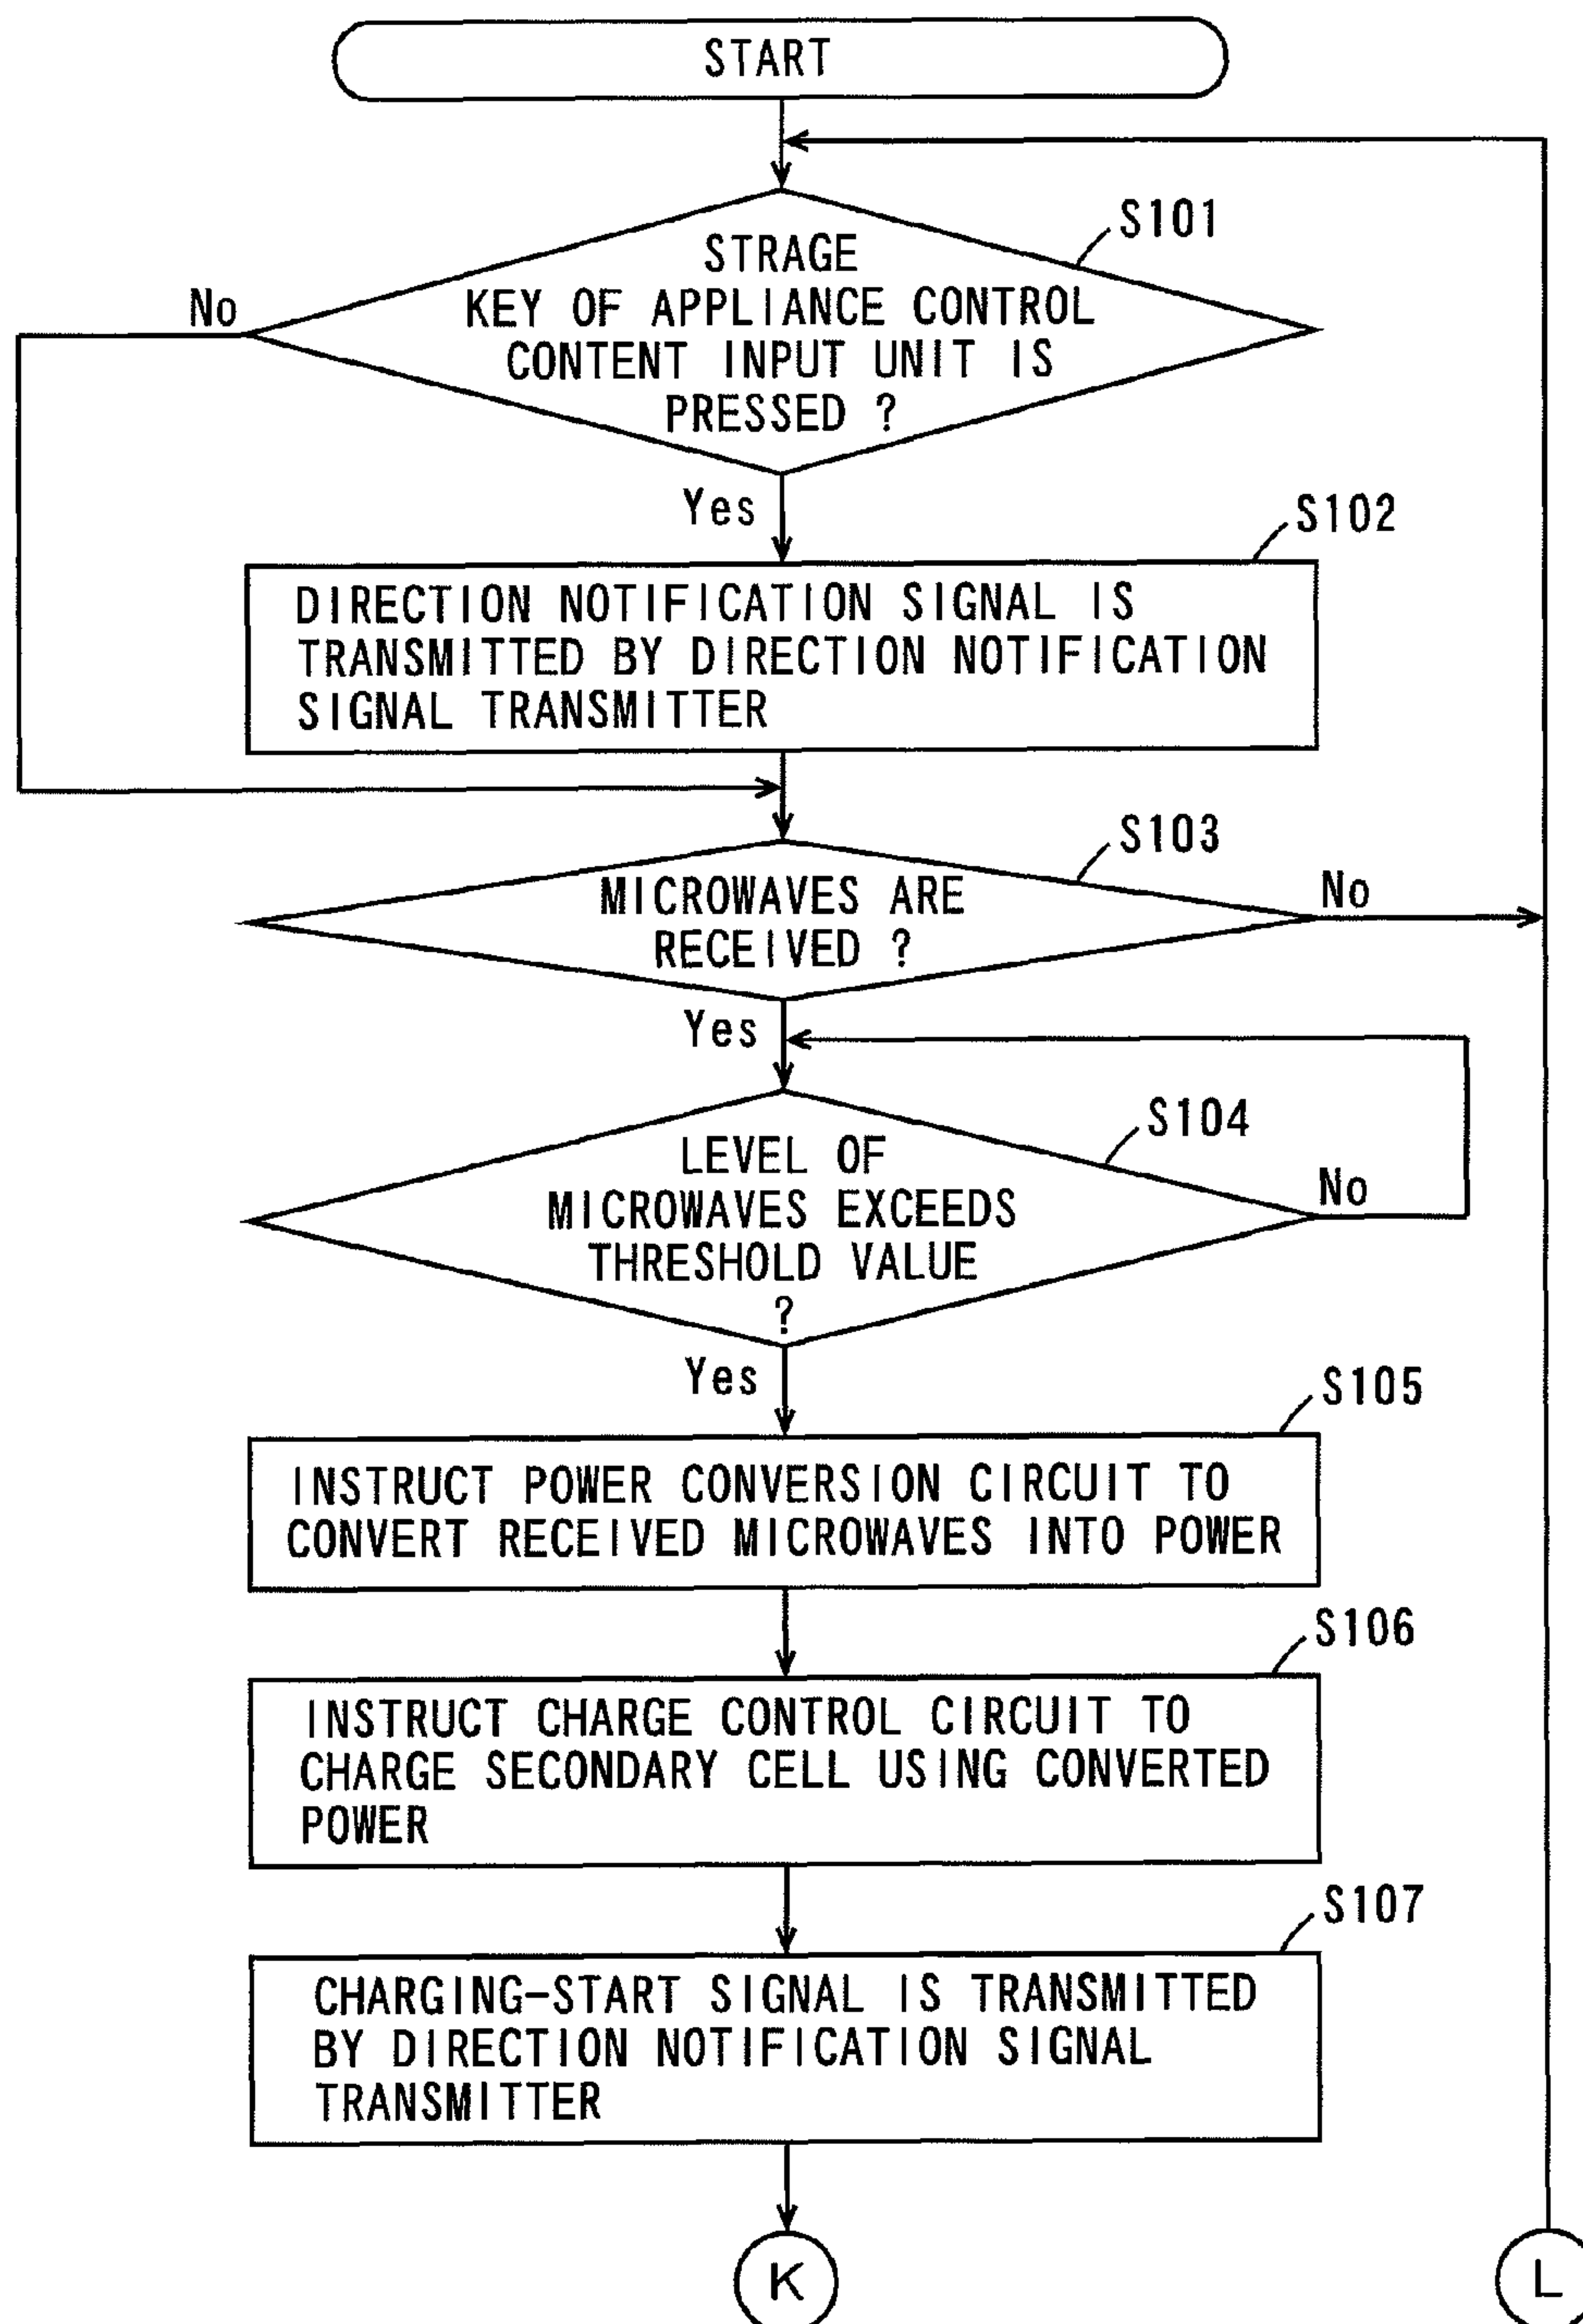 START
S101
STRAGE
KEY OF APPLIANCE CONTROL
CONTENT INPUT UNIT IS
PRESSED ?
No
Yes
S102
DIRECTION NOTIFICATION SIGNAL IS
TRANSMITTED BY DIRECTION NOTIFICATION
SIGNAL TRANSMITTER
S103
MICROWAVES ARE
RECEIVED ?
No
Yes
S104
LEVEL OF
MICROWAVES EXCEEDS
THRESHOLD VALUE
?
No
Yes
S105
INSTRUCT POWER CONVERSION CIRCUIT TO
CONVERT RECEIVED MICROWAVES INTO POWER
S106
INSTRUCT CHARGE CONTROL CIRCUIT TO
CHARGE SECONDARY CELL USING CONVERTED
POWER
S107
CHARGING-START SIGNAL IS TRANSMITTED
BY DIRECTION NOTIFICATION SIGNAL
TRANSMITTER
K
L